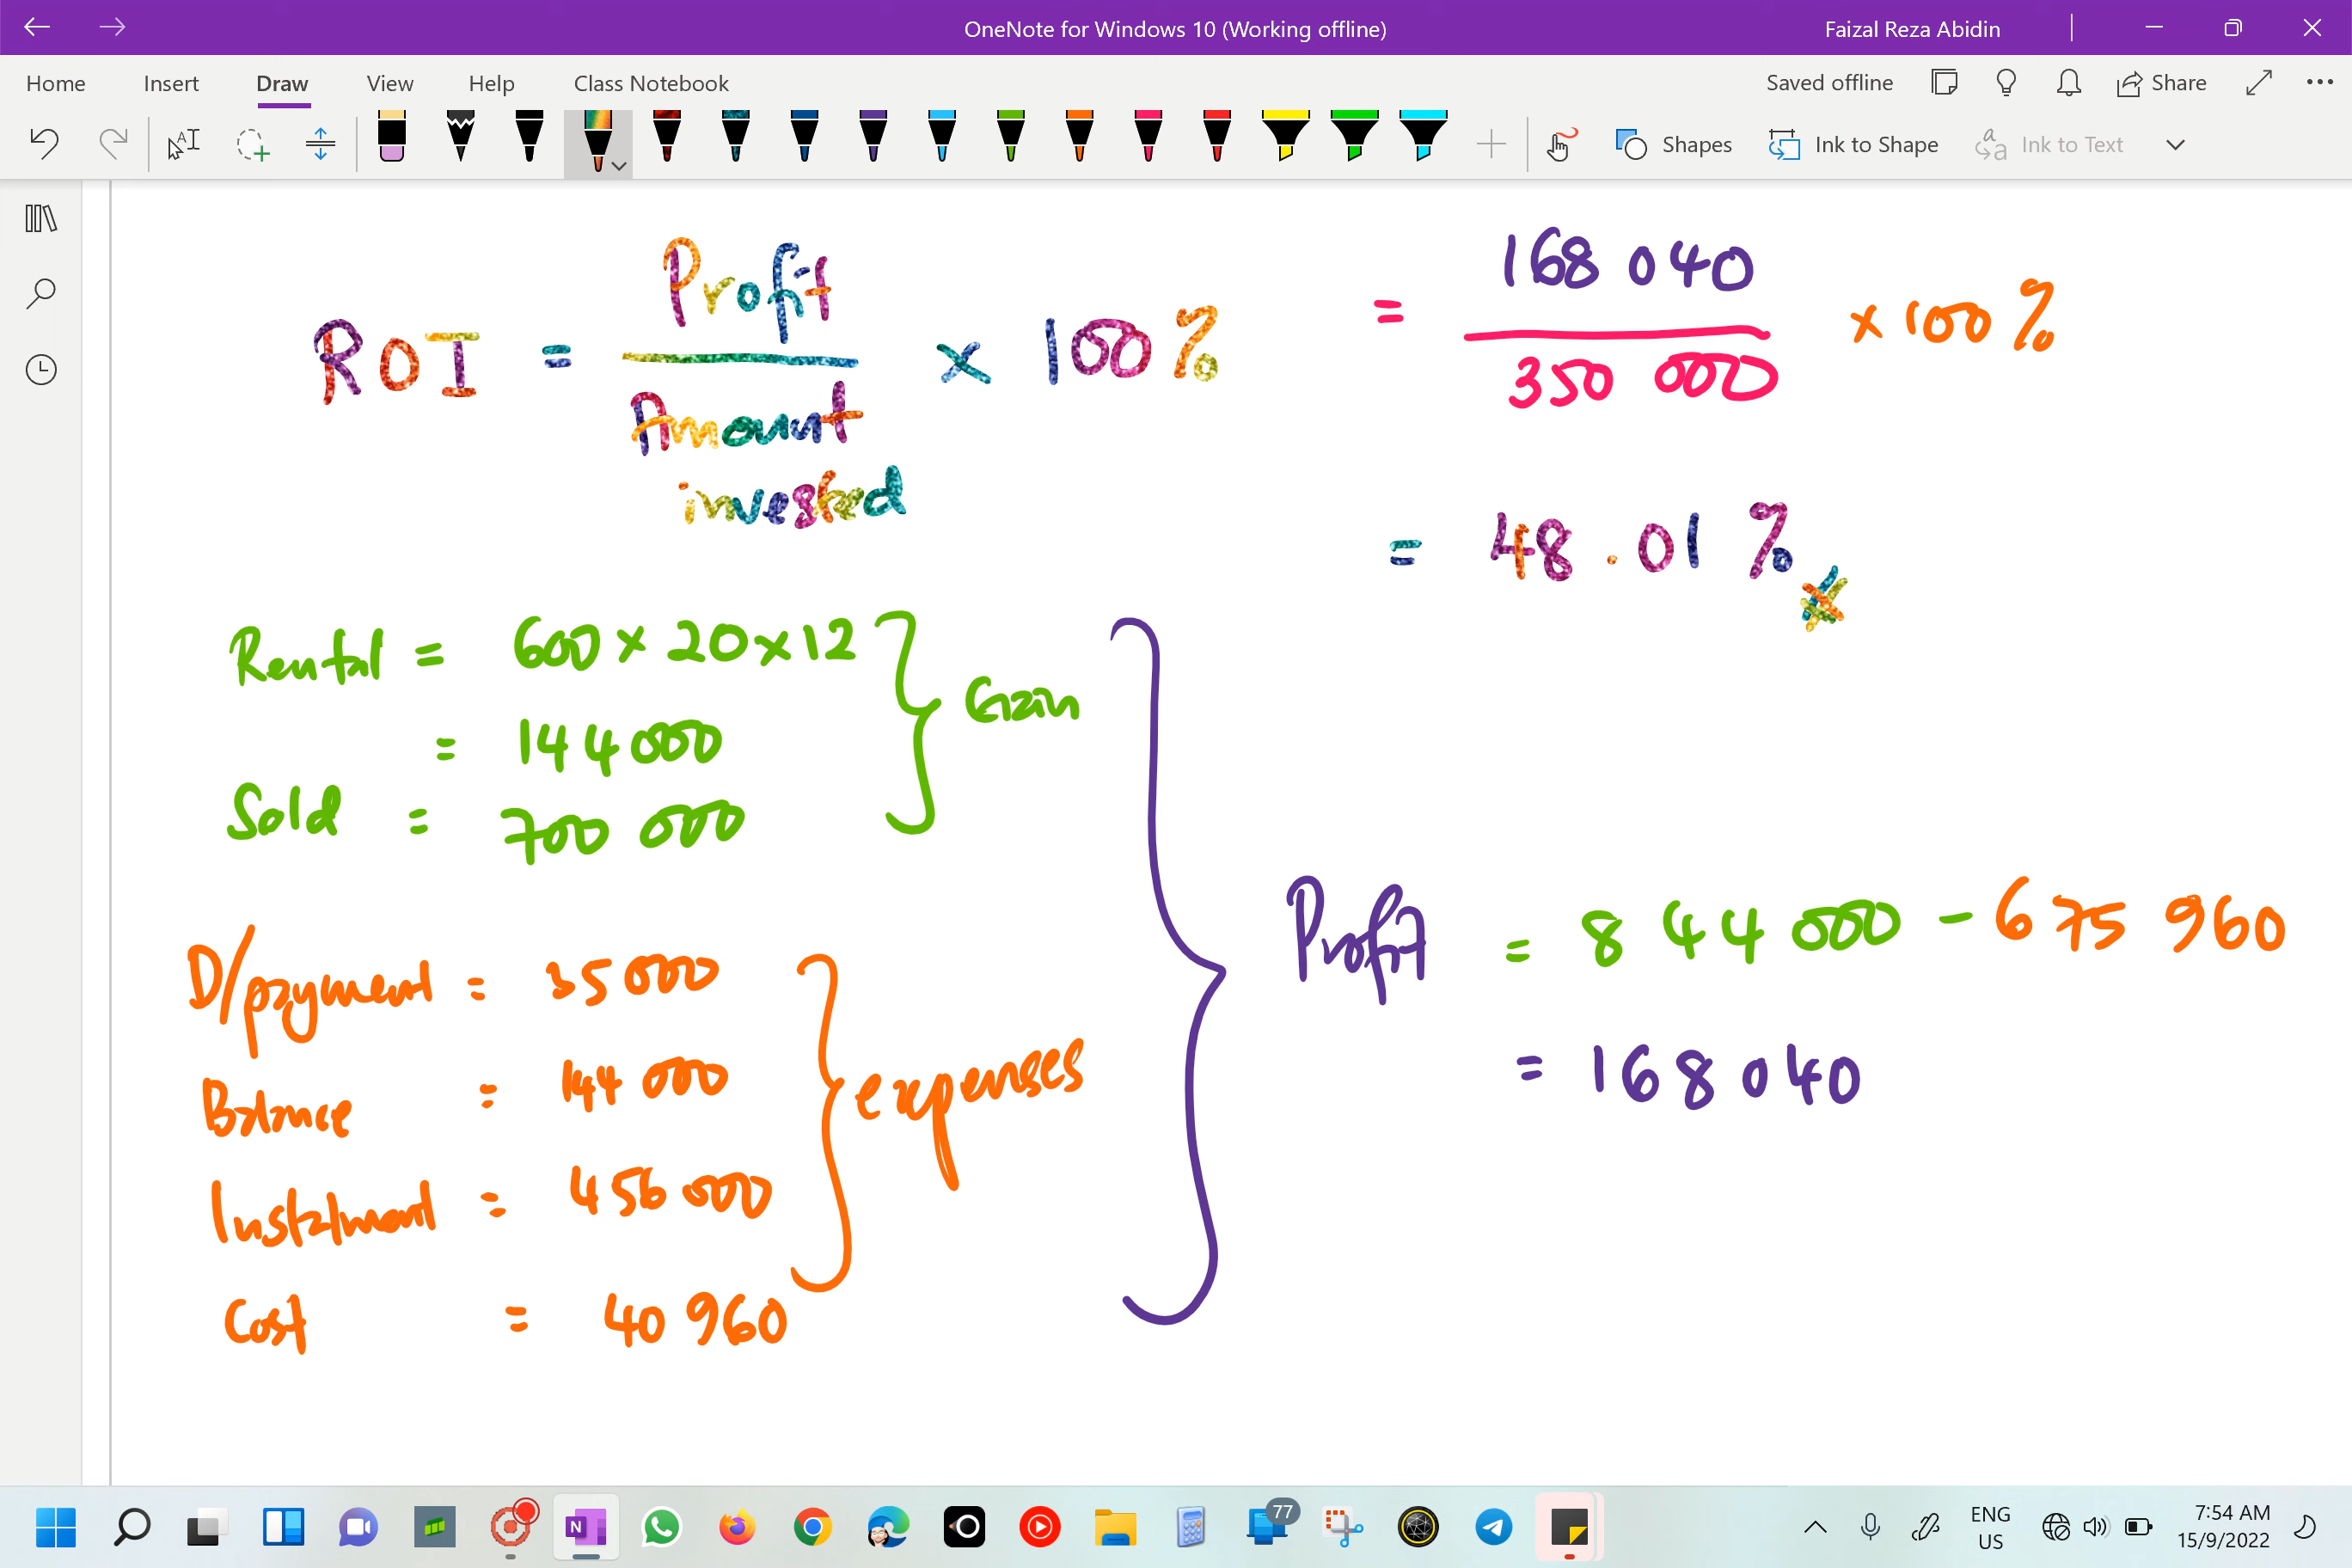 OneNote for Windows 10 (Working offline)
Faizal Reza Abidin
Home Insert Draw View Help Class Notebook
Saved offline
Share
Shapes
Ink to Shape
Ink to Text
ROI = Profit / Amount invested × 100%
= 168 040 / 350 000 × 100%
= 48.01 %
Rental = 600 × 20 × 12
= 144 000
Sold = 700 000
Gain
D/payment = 35 000
Balance = 144 000
Instalment = 456 000
Cost = 40 960
expenses
Profit = 844 000 - 675 960
= 168 040
77
ENG
US
7:54 AM
15/9/2022